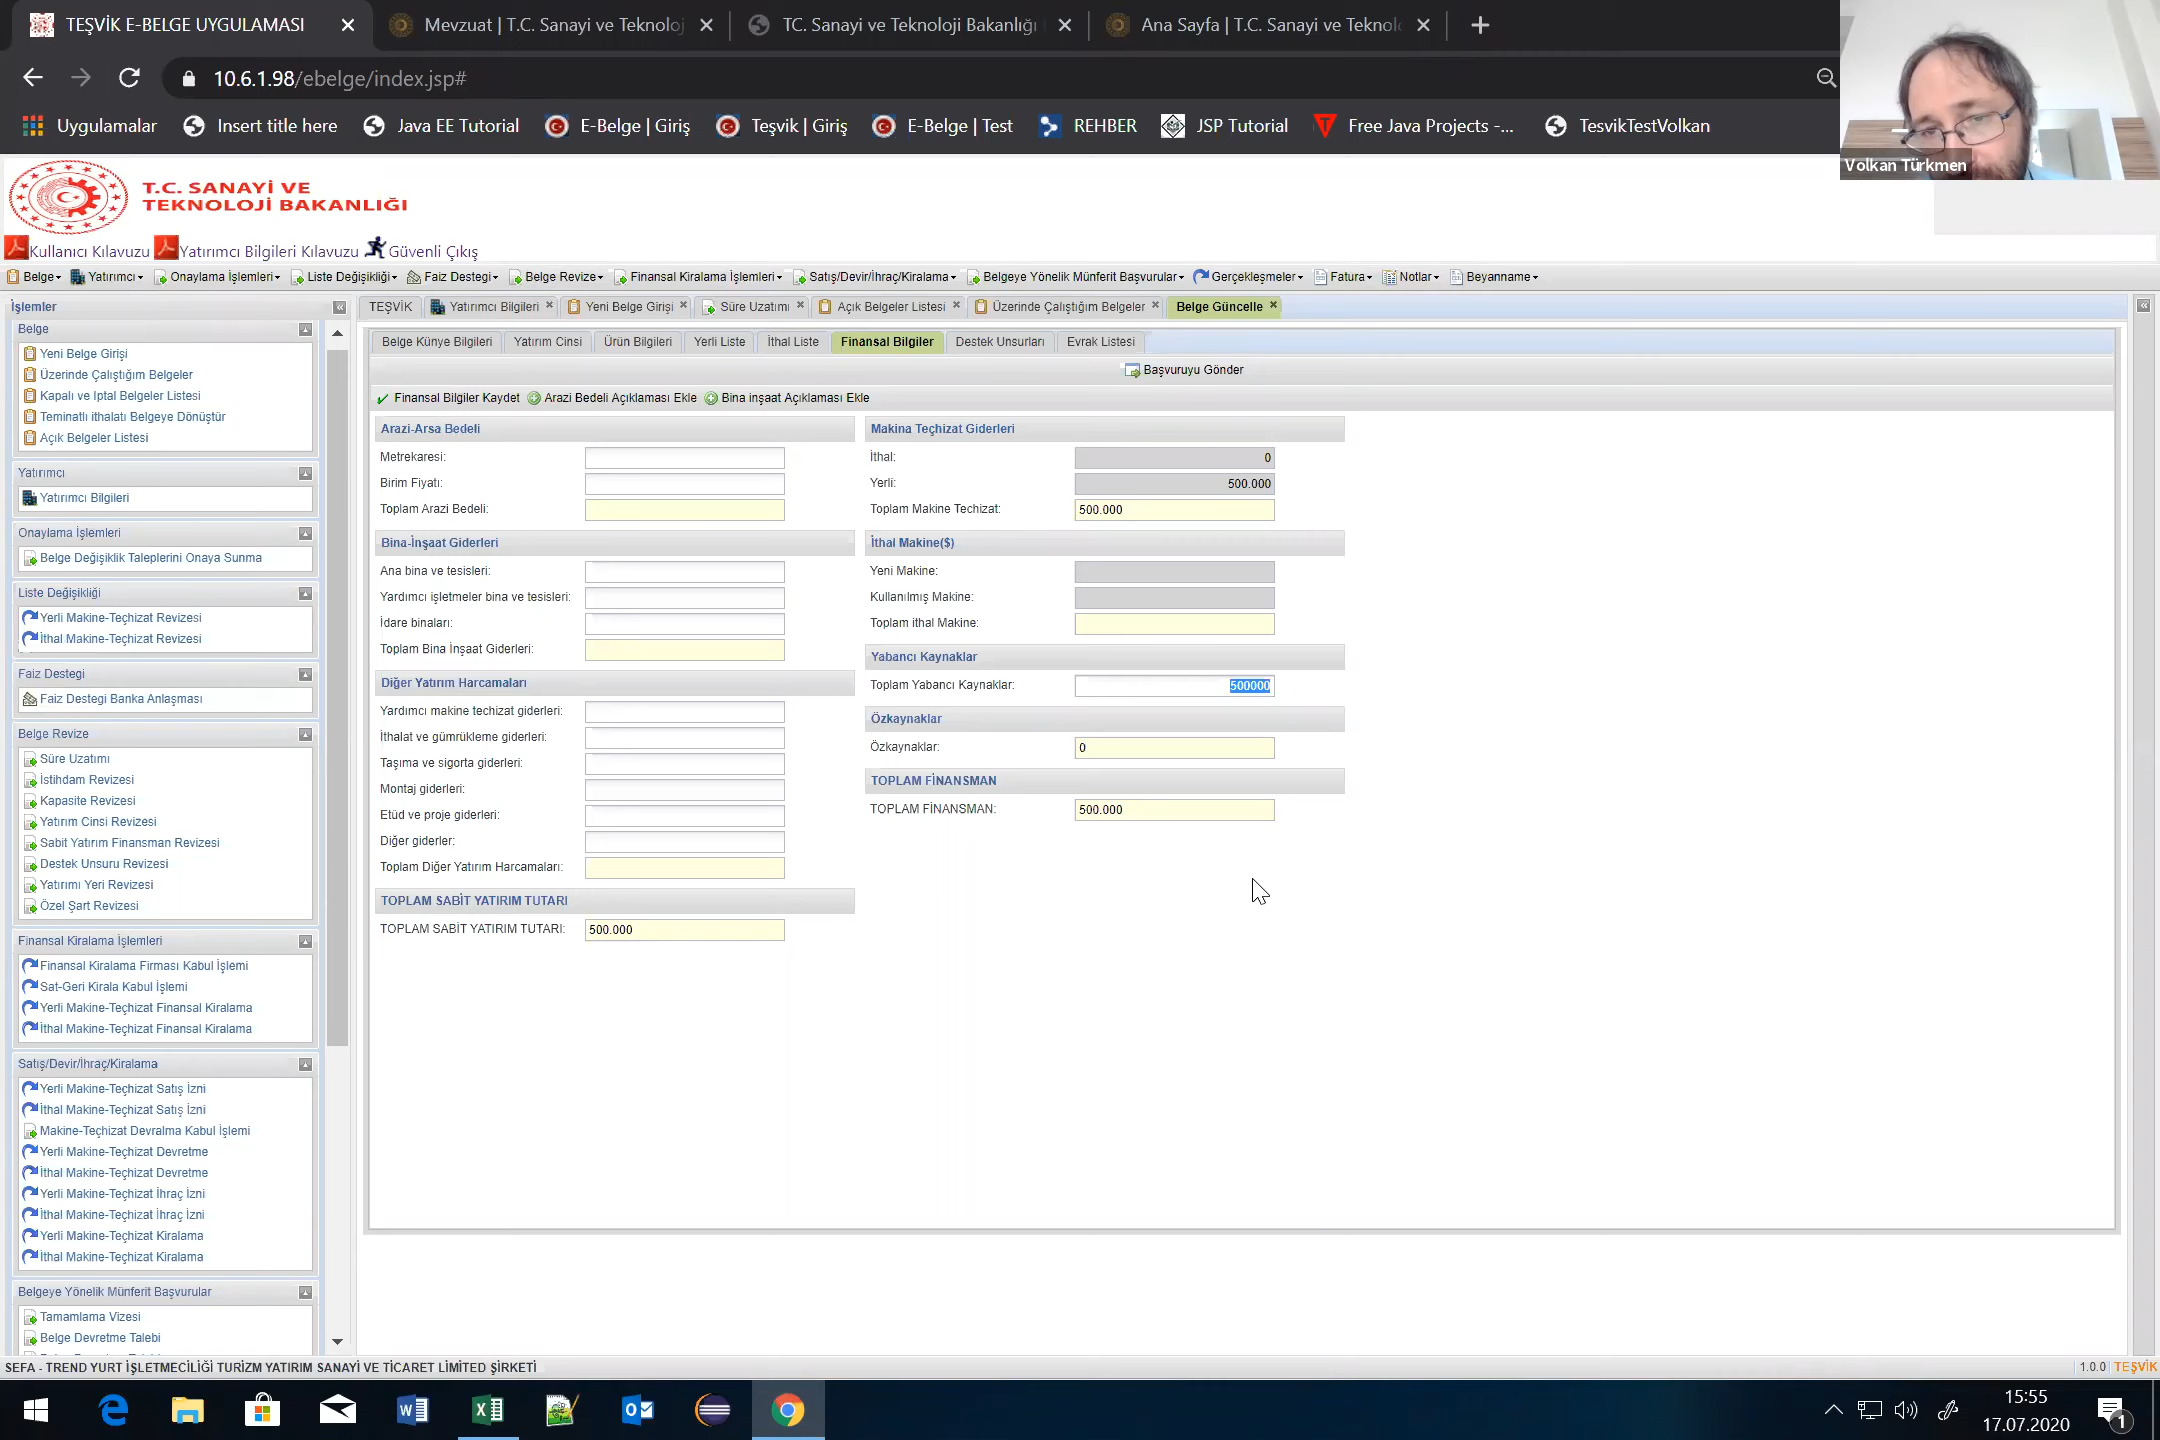 TEŞVİK E-BELGE UYGULAMASI
Mevzuat | T.C. Sanayi ve Teknoloj
TC. Sanayi ve Teknoloji Bakanlığı
Ana Sayfa | T.C. Sanayi ve Teknol
10.6.1.98/ebelge/index.jsp#
Uygulamalar
Insert title here
Java EE Tutorial
E-Belge | Giriş
Teşvik | Giriş
E-Belge | Test
REHBER
JSP Tutorial
Free Java Projects -...
TesvikTestVolkan
Volkan Türkmen
T.C. SANAYİ VE
TEKNOLOJİ BAKANLIĞI
Kullanıcı Kılavuzu Yatırımcı Bilgileri Kılavuzu Güvenli Çıkış
Belge Yatırımcı Onaylama İşlemleri Liste Değişikliği Faiz Destegi Belge Revize Finansal Kiralama İşlemleri Satış/Devir/İhraç/Kiralama Belgeye Yönelik Münferit Başvurular Gerçekleşmeler Fatura Notlar Beyanname
İşlemler
TEŞVİK Yatırımcı Bilgileri Yeni Belge Girişi Süre Uzatımı Açık Belgeler Listesi Üzerinde Çalıştığım Belgeler Belge Güncelle
Belge
Yeni Belge Girişi
Üzerinde Çalıştığım Belgeler
Kapalı ve Iptal Belgeler Listesi
Teminatlı ithalatı Belgeye Dönüştür
Açık Belgeler Listesi
Yatırımcı
Yatırımcı Bilgileri
Onaylama İşlemleri
Belge Değişiklik Taleplerini Onaya Sunma
Liste Değişikliği
Yerli Makine-Teçhizat Revizesi
İthal Makine-Teçhizat Revizesi
Faiz Destegi
Faiz Destegi Banka Anlaşması
Belge Revize
Süre Uzatımı
İstihdam Revizesi
Kapasite Revizesi
Yatırım Cinsi Revizesi
Sabit Yatırım Finansman Revizesi
Destek Unsuru Revizesi
Yatırımı Yeri Revizesi
Özel Şart Revizesi
Finansal Kiralama İşlemleri
Finansal Kiralama Firması Kabul İşlemi
Sat-Geri Kirala Kabul İşlemi
Yerli Makine-Teçhizat Finansal Kiralama
İthal Makine-Teçhizat Finansal Kiralama
Satış/Devir/İhraç/Kiralama
Yerli Makine-Teçhizat Satış İzni
İthal Makine-Teçhizat Satış İzni
Makine-Teçhizat Devralma Kabul İşlemi
Yerli Makine-Teçhizat Devretme
İthal Makine-Teçhizat Devretme
Yerli Makine-Teçhizat İhraç İzni
İthal Makine-Teçhizat İhraç İzni
Yerli Makine-Teçhizat Kiralama
İthal Makine-Teçhizat Kiralama
Belgeye Yönelik Münferit Başvurular
Tamamlama Vizesi
Belge Devretme Talebi
Belge Künye Bilgileri Yatırım Cinsi Ürün Bilgileri Yerli Liste İthal Liste Finansal Bilgiler Destek Unsurları Evrak Listesi
Başvuruyu Gönder
Finansal Bilgiler Kaydet Arazi Bedeli Açıklaması Ekle Bina inşaat Açıklaması Ekle
Arazi-Arsa Bedeli
Metrekaresi:
Birim Fiyatı:
Toplam Arazi Bedeli:
Bina-İnşaat Giderleri
Ana bina ve tesisleri:
Yardımcı işletmeler bina ve tesisleri:
İdare binaları:
Toplam Bina İnşaat Giderleri:
Diğer Yatırım Harcamaları
Yardımcı makine techizat giderleri:
İthalat ve gümrükleme giderleri:
Taşıma ve sigorta giderleri:
Montaj giderleri:
Etüd ve proje giderleri:
Diğer giderler:
Toplam Diğer Yatırım Harcamaları:
TOPLAM SABİT YATIRIM TUTARI
TOPLAM SABİT YATIRIM TUTARI: 500.000
Makina Teçhizat Giderleri
İthal: 0
Yerli: 500.000
Toplam Makine Techizat: 500.000
İthal Makine($)
Yeni Makine:
Kullanılmış Makine:
Toplam ithal Makine:
Yabancı Kaynaklar
Toplam Yabancı Kaynaklar: 500000
Özkaynaklar
Özkaynaklar: 0
TOPLAM FİNANSMAN
TOPLAM FİNANSMAN: 500.000
SEFA - TREND YURT İŞLETMECİLİĞİ TURİZM YATIRIM SANAYİ VE TİCARET LİMİTED ŞİRKETİ
1.0.0 TEŞVİK
15:55
17.07.2020
1